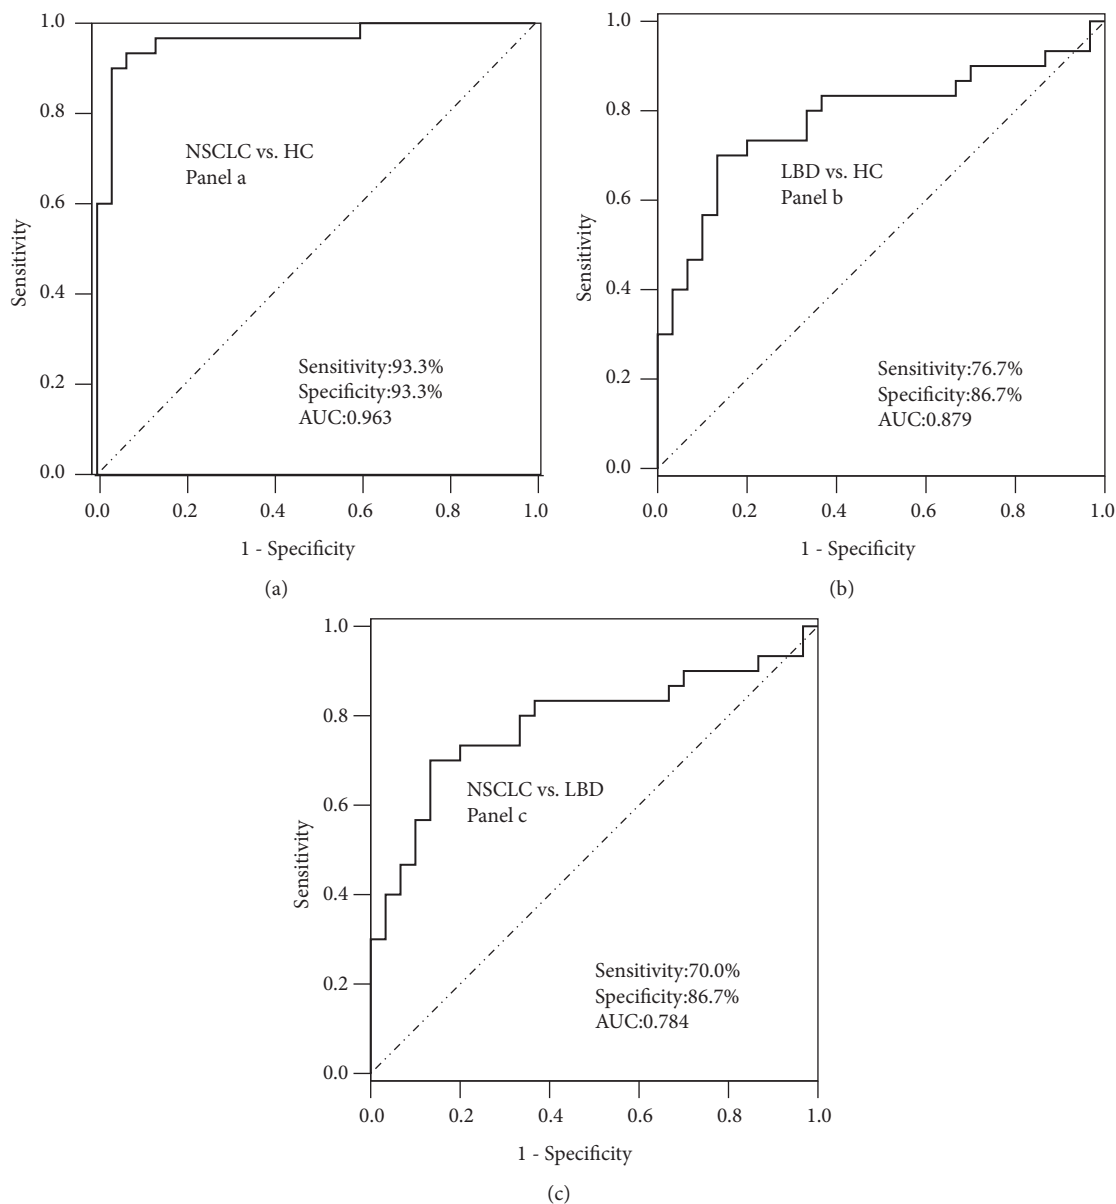 1.0
0.8
0.6
0.4
0.2
0.0
Sensitivity
NSCLC vs. HC
Panel a
Sensitivity:93.3%
Specificity:93.3%
AUC:0.963
0.0 0.2 0.4 0.6 0.8 1.0
1 - Specificity
(a)
1.0
0.8
0.6
0.4
0.2
0.0
Sensitivity
LBD vs. HC
Panel b
Sensitivity:76.7%
Specificity:86.7%
AUC:0.879
0.0 0.2 0.4 0.6 0.8 1.0
1 - Specificity
(b)
1.0
0.8
0.6
0.4
0.2
0.0
Sensitivity
NSCLC vs. LBD
Panel c
Sensitivity:70.0%
Specificity:86.7%
AUC:0.784
0.0 0.2 0.4 0.6 0.8 1.0
1 - Specificity
(c)